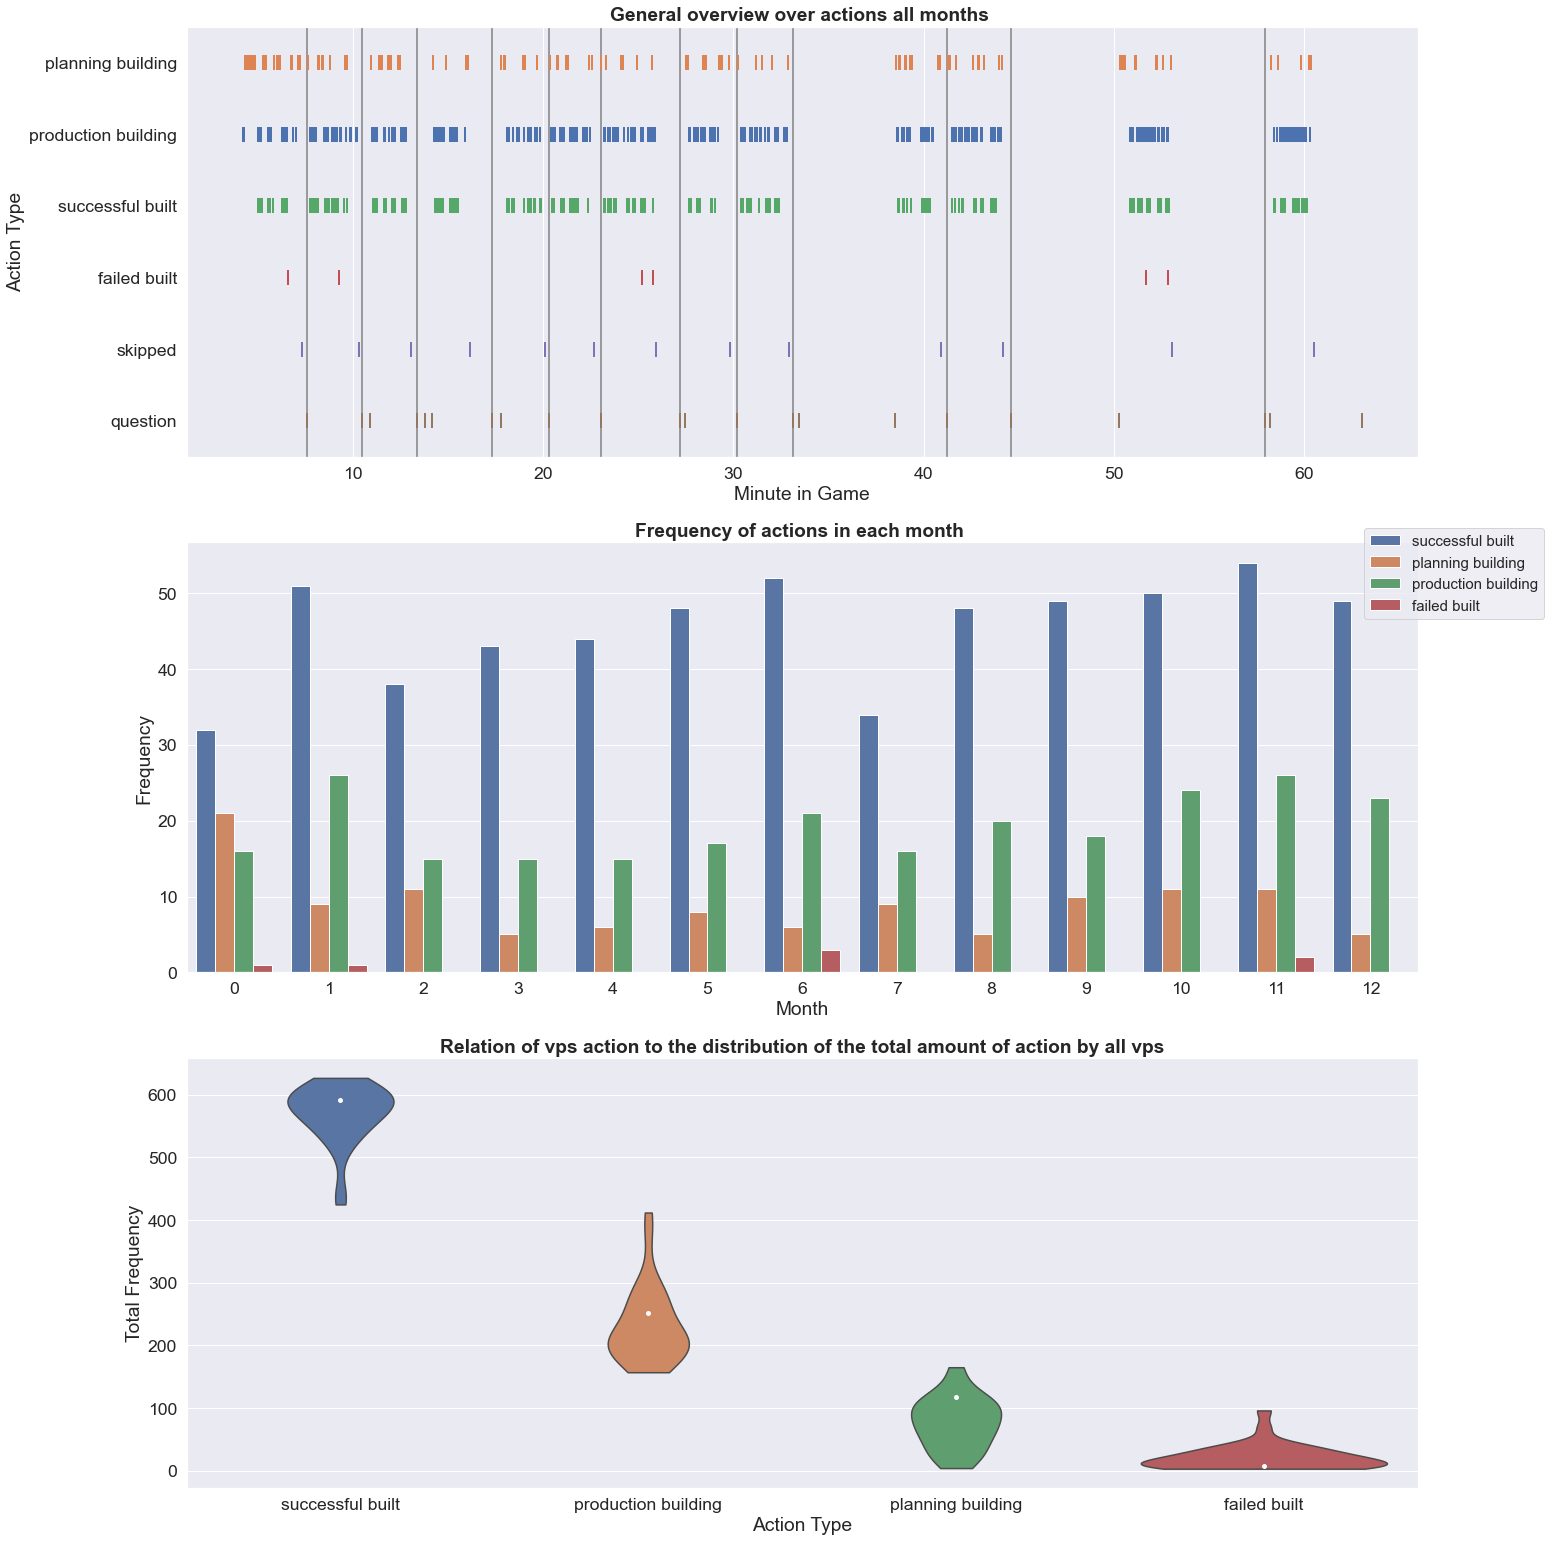 General overview over actions all months
Action Type
planning building
production building
successful built
failed built
skipped
question
10 20 30 40 50 60
Minute in Game
Frequency of actions in each month
successful built
planning building
production building
failed built
Frequency
50
40
30
20
10
0
0 1 2 3 4 5 6 7 8 9 10 11 12
Month
Relation of vps action to the distribution of the total amount of action by all vps
Total Frequency
600
500
400
300
200
100
0
successful built production building planning building failed built
Action Type